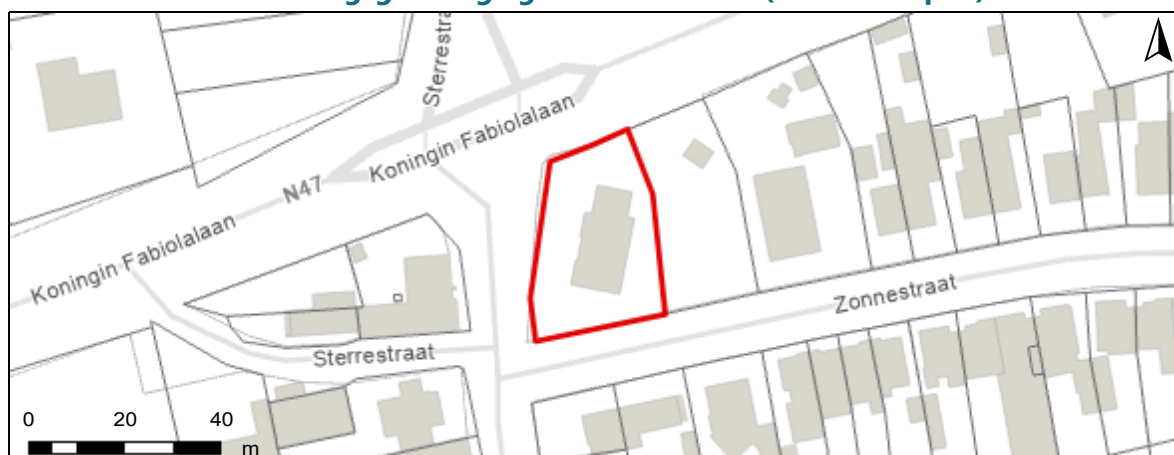 Sterrestra
Koningin Fabiolalaan
N47
Koningin Fabiolalaan
Zonnestraat
Sterrestraat
0 20 40
m